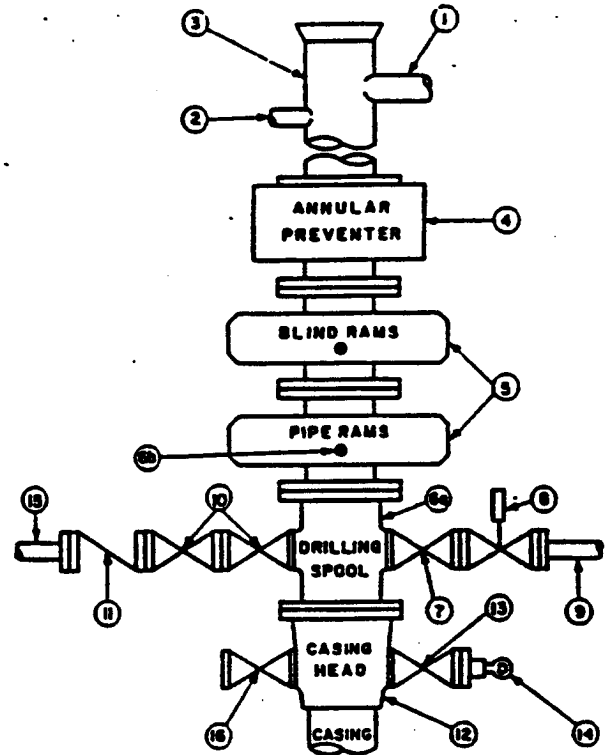 3
1
2
ANNULAR
PREVENTER
4
BLIND RAMS
5
PIPE RAMS
6b
15
10
6a
8
DRILLING
SPOOL
11
7
13
9
CASING
HEAD
16
12
14
CASING